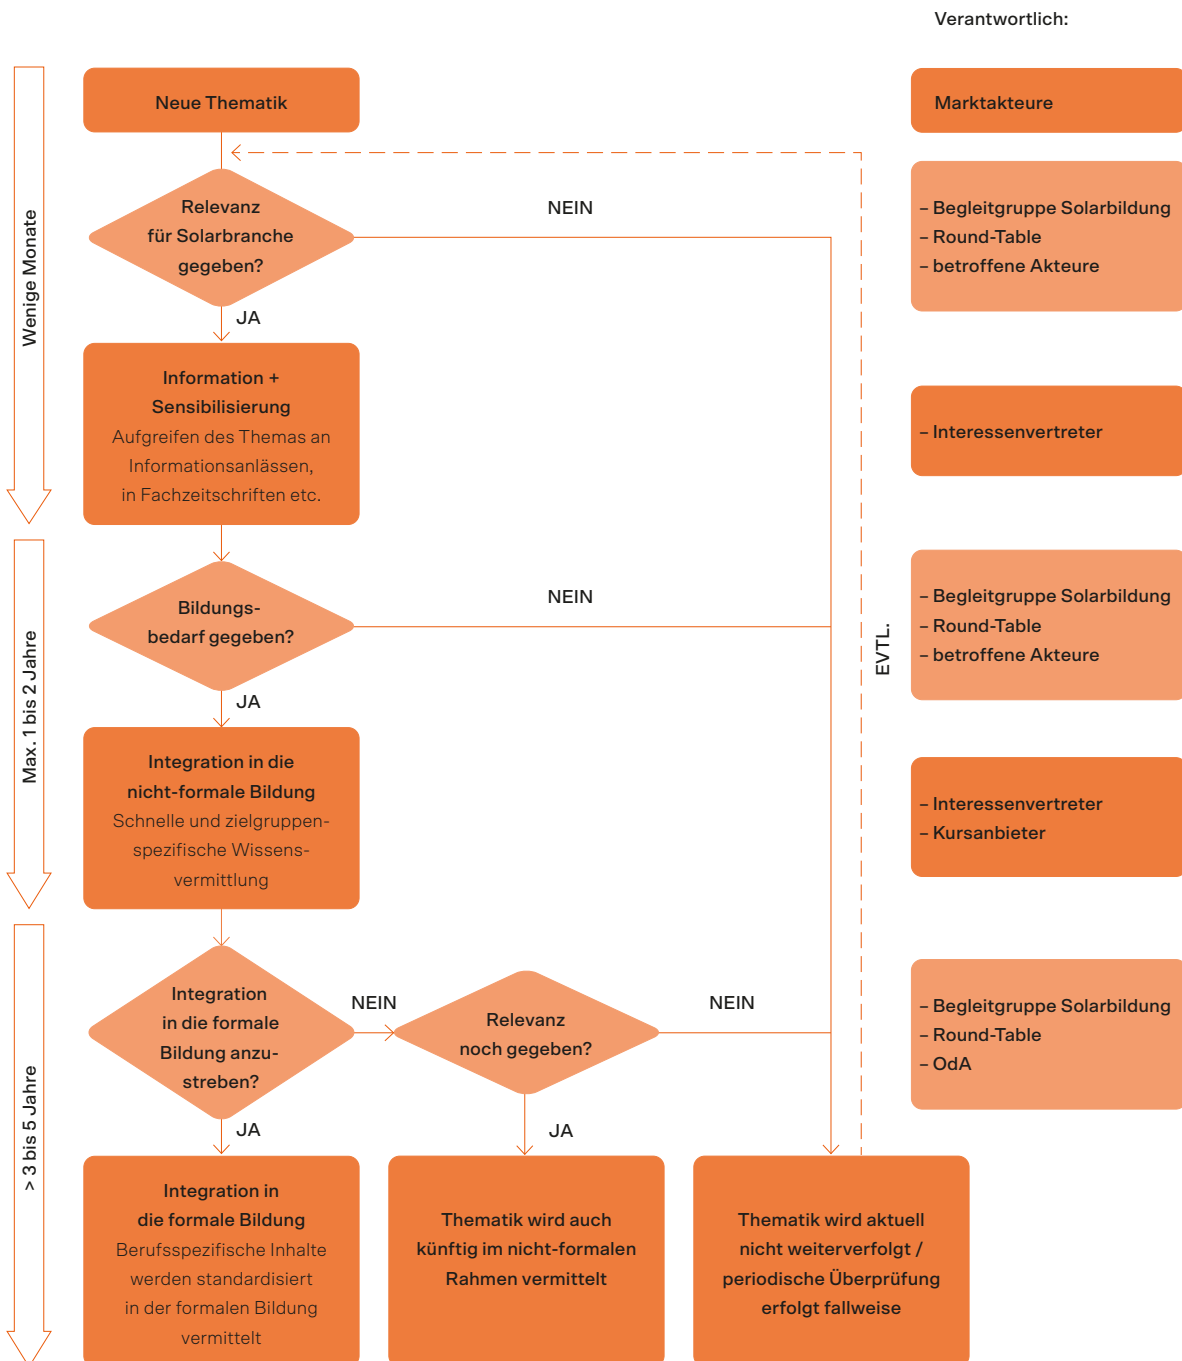 Verantwortlich:
Neue Thematik
Marktakteure
Relevanz
für Solarbranche
gegeben?
NEIN
– Begleitgruppe Solarbildung
– Round-Table
– betroffene Akteure
Wenige Monate
JA
Information +
Sensibilisierung
Aufgreifen des Themas an
Informationsanlässen,
in Fachzeitschriften etc.
– Interessenvertreter
Bildungs-
bedarf gegeben?
NEIN
– Begleitgruppe Solarbildung
– Round-Table
– betroffene Akteure
EVTL.
Max. 1 bis 2 Jahre
JA
Integration in die
nicht-formale Bildung
Schnelle und zielgruppen-
spezifische Wissens-
vermittlung
– Interessenvertreter
– Kursanbieter
Integration
in die formale
Bildung anzu-
streben?
NEIN
Relevanz
noch gegeben?
NEIN
– Begleitgruppe Solarbildung
– Round-Table
– OdA
> 3 bis 5 Jahre
JA
JA
Integration in
die formale Bildung
Berufsspezifische Inhalte
werden standardisiert
in der formalen Bildung
vermittelt
Thematik wird auch
künftig im nicht-formalen
Rahmen vermittelt
Thematik wird aktuell
nicht weiterverfolgt /
periodische Überprüfung
erfolgt fallweise